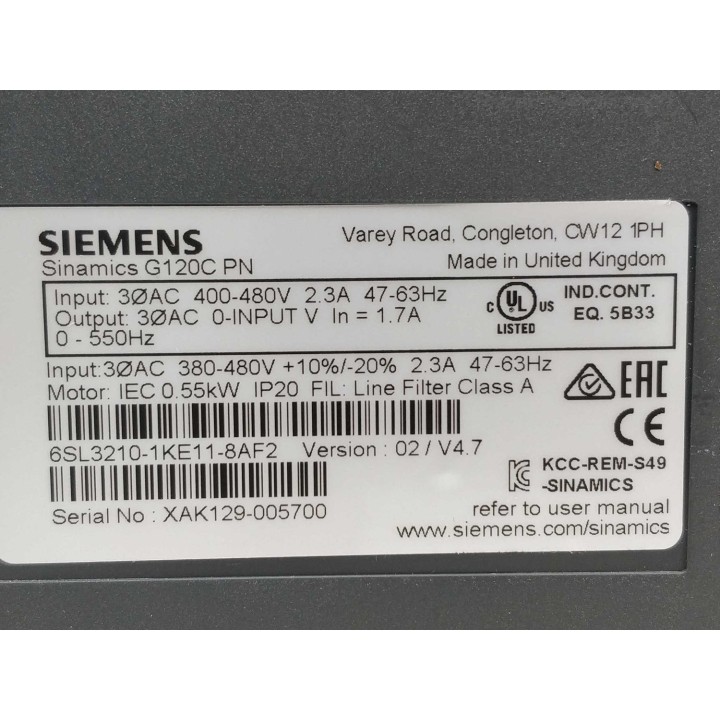 SIEMENS
Varey Road, Congleton, CW12 1PH
Sinamics G120C PN
Made in United Kingdom
Input: 3ØAC 400-480V 2.3A 47-63Hz
Output: 3ØAC 0-INPUT V In = 1.7A
0 - 550Hz
C UL US
LISTED
IND.CONT.
EQ. 5B33
Input:3ØAC 380-480V +10%/-20% 2.3A 47-63Hz
Motor: IEC 0.55kW IP20 FIL: Line Filter Class A
EAC
CE
6SL3210-1KE11-8AF2 Version : 02 / V4.7
KCC-REM-S49
-SINAMICS
Serial No : XAK129-005700
refer to user manual
www.siemens.com/sinamics